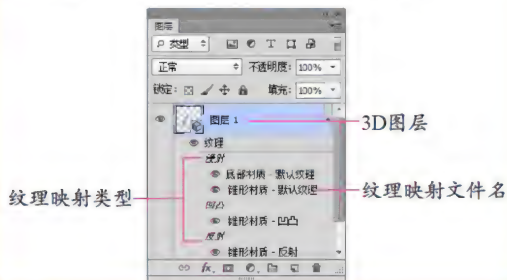 图层
类型
正常
不透明度: 100%
锁定:
填充: 100%
图层 1
3D图层
纹理
漫射
底部材质 - 默认纹理
锥形材质 - 默认纹理
纹理映射文件名
纹理映射类型
凹凸
锥形材质 - 凹凸
反射
锥形材质 - 反射
fx